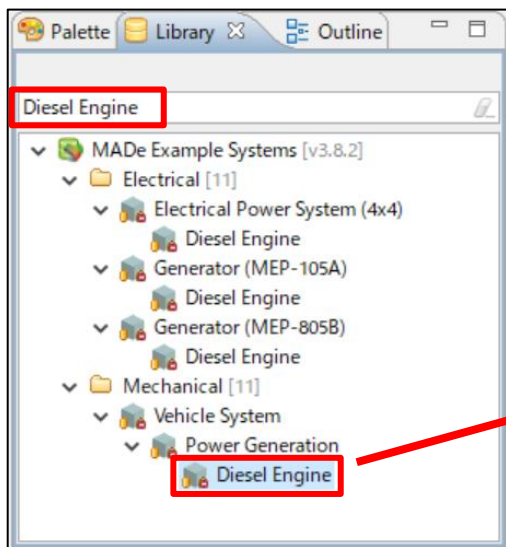 Palette Library Outline
Diesel Engine
MADe Example Systems [v3.8.2]
Electrical [11]
Electrical Power System (4x4)
Diesel Engine
Generator (MEP-105A)
Diesel Engine
Generator (MEP-805B)
Diesel Engine
Mechanical [11]
Vehicle System
Power Generation
Diesel Engine